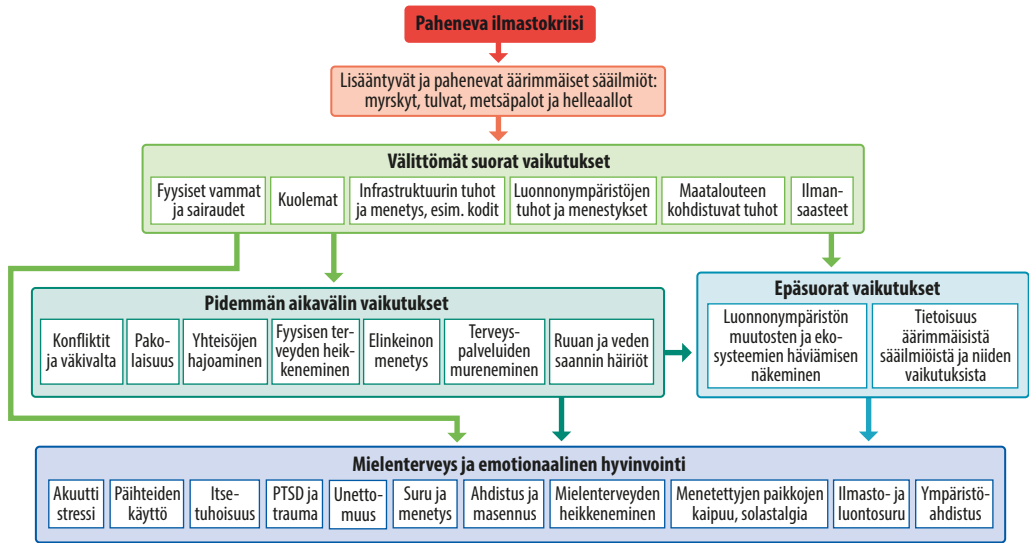 Paheneva ilmastokriisi
Lisääntyvät ja pahenevat äärimmäiset sääilmiöt:
myrskyt, tulvat, metsäpalot ja helleaallot
Välittömät suorat vaikutukset
Fyysiset vammat
ja sairaudet
Kuolemat
Infrastruktuurin tuhot
ja menetys, esim. kodit
Luonnonympäristöjen
tuhot ja menestykset
Maatalouteen
kohdistuvat tuhot
Ilman-
saasteet
Pidemmän aikavälin vaikutukset
Konfliktit
ja väkivalta
Pako-
laisuus
Yhteisöjen
hajoaminen
Fyysisen ter-
veyden heik-
keneminen
Elinkeinon
menetys
Terveys-
palveluiden
mureneminen
Ruuan ja veden
saannin häiriöt
Epäsuorat vaikutukset
Luonnonympäristön
muutosten ja eko-
systeemien häviämisen
näkeminen
Tietoisuus
äärimmäisistä
sääilmiöistä ja niiden
vaikutuksista
Mielenterveys ja emotionaalinen hyvinvointi
Akuutti
stressi
Päihteiden
käyttö
Itse-
tuhoisuus
PTSD ja
trauma
Unetto-
muus
Suru ja
menetys
Ahdistus ja
masennus
Mielenterveyden
heikkeneminen
Menetettyjen paikkojen
kaipuu, solastalgia
Ilmasto- ja
luontosuru
Ympäristö-
ahdistus